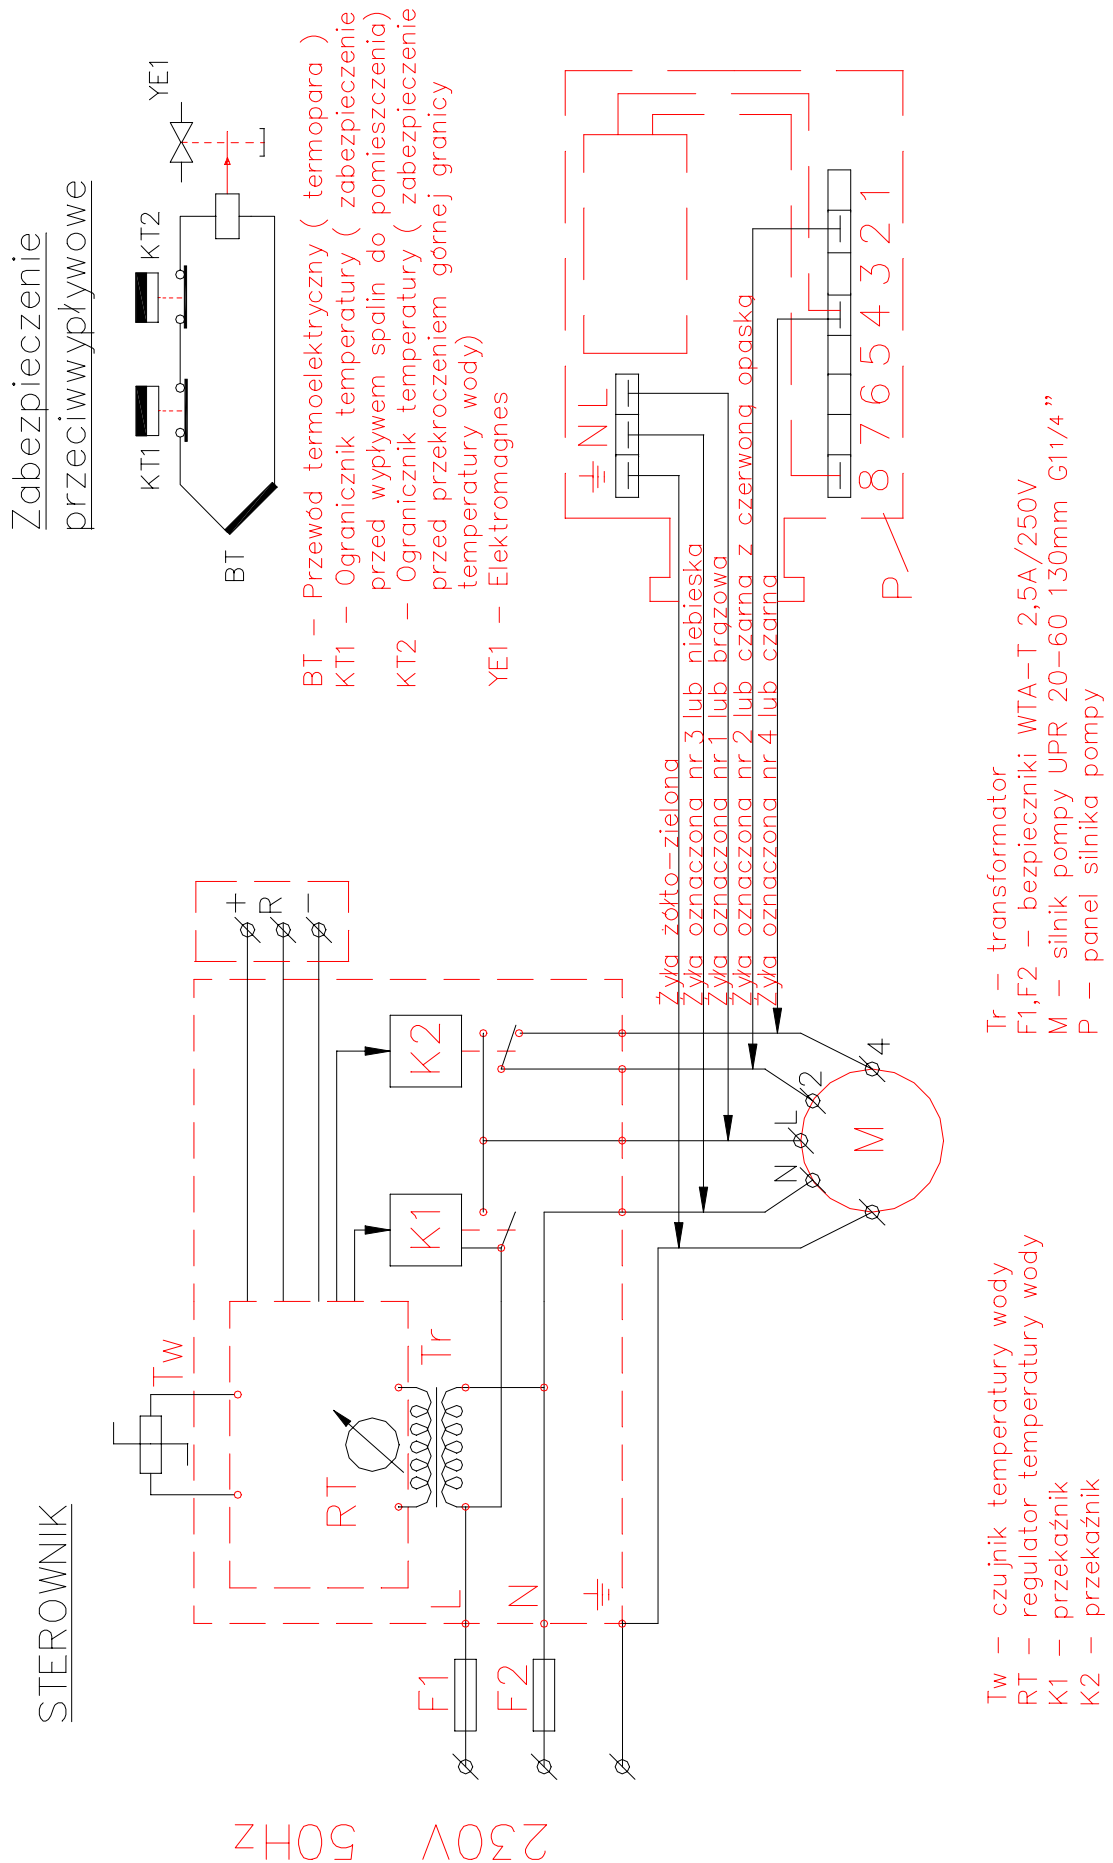 STEROWNIK
Zabezpieczenie
przeciwwypływowe
KT1
KT2
YE1
BT
BT – Przewód termoelektryczny ( termopara )
KT1 – Ogranicznik temperatury ( zabezpieczenie
przed wypływem spalin do pomieszczenia)
KT2 – Ogranicznik temperatury ( zabezpieczenie
przed przekroczeniem górnej granicy
temperatury wody)
YE1 – Elektromagnes
Tw
+
R
–
RT
Tr
K1
K2
230V 50Hz
F1
F2
L
N
N
L
2
4
M
Żyła żółto–zielona
Żyła oznaczona nr 3 lub niebieska
Żyła oznaczona nr 1 lub brązowa
Żyła oznaczona nr 2 lub czarna z czerwoną opaską
Żyła oznaczona nr 4 lub czarna
N L
8 7 6 5 4 3 2 1
P
Tw – czujnik temperatury wody
RT – regulator temperatury wody
K1 – przekaźnik
K2 – przekaźnik
Tr – transformator
F1,F2 – bezpieczniki WTA–T 2,5A/250V
M – silnik pompy UPR 20–60 130mm G11/4”
P – panel silnika pompy